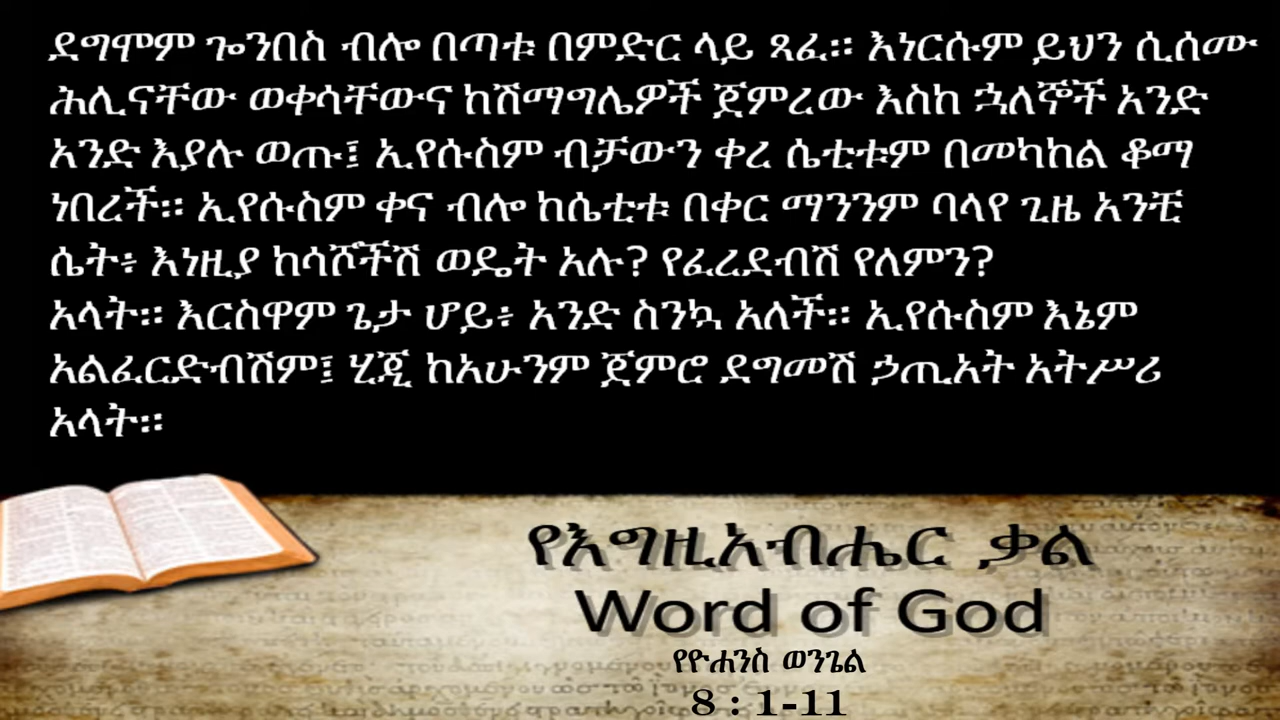 ደግሞም ጐንበስ ብሎ በጣቱ በምድር ላይ ጻፈ። እነርሱም ይህን ሲሰሙ
ሕሊናቸው ወቀሳቸውና ከሽማግሌዎች ጀምረው እስከ ኋለኞች አንድ
አንድ እያሉ ወጡ፤ ኢየሱስም ብቻውን ቀረ ሴቲቱም በመካከል ቆማ
ነበረች። ኢየሱስም ቀና ብሎ ከሴቲቱ በቀር ማንንም ባላየ ጊዜ አንቺ
ሴት፥ እነዚያ ከሳሾችሽ ወዴት አሉ? የፈረደብሽ የለምን?
አላት። እርስዋም ጌታ ሆይ፥ አንድ ስንኳ አለች። ኢየሱስም እኔም
አልፈርድብሽም፤ ሂጂ ከአሁንም ጀምሮ ደግመሽ ኃጢአት አትሥሪ
አላት።
የእግዚአብሔር ቃል
Word of God
የዮሐንስ ወንጌል
8 : 1-11